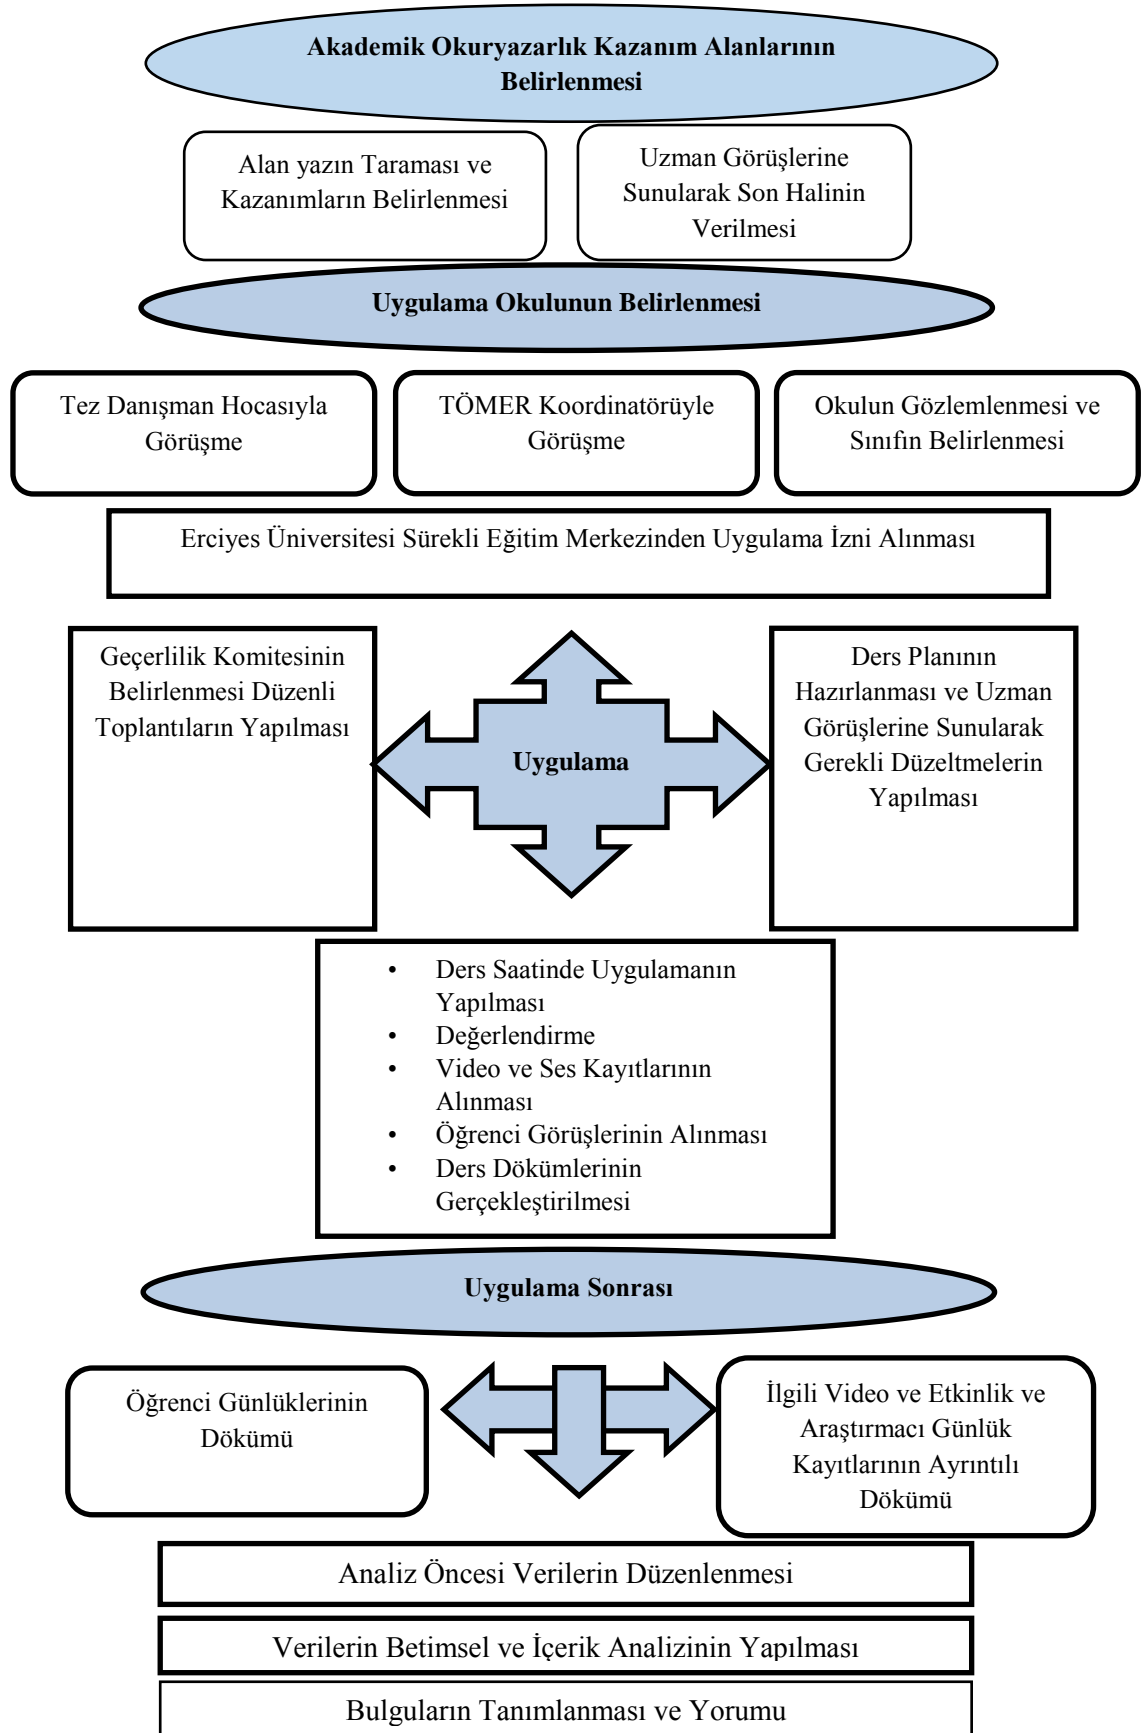 Akademik Okuryazarlık Kazanım Alanlarının
Belirlenmesi
Alan yazın Taraması ve
Kazanımların Belirlenmesi
Uzman Görüşlerine
Sunularak Son Halinin
Verilmesi
Uygulama Okulunun Belirlenmesi
Tez Danışman Hocasıyla
Görüşme
TÖMER Koordinatörüyle
Görüşme
Okulun Gözlemlenmesi ve
Sınıfın Belirlenmesi
Erciyes Üniversitesi Sürekli Eğitim Merkezinden Uygulama İzni Alınması
Geçerlilik Komitesinin
Belirlenmesi Düzenli
Toplantıların Yapılması
Uygulama
Ders Planının
Hazırlanması ve Uzman
Görüşlerine Sunularak
Gerekli Düzeltmelerin
Yapılması
• Ders Saatinde Uygulamanın
Yapılması
• Değerlendirme
• Video ve Ses Kayıtlarının
Alınması
• Öğrenci Görüşlerinin Alınması
• Ders Dökümlerinin
Gerçekleştirilmesi
Uygulama Sonrası
Öğrenci Günlüklerinin
Dökümü
İlgili Video ve Etkinlik ve
Araştırmacı Günlük
Kayıtlarının Ayrıntılı
Dökümü
Analiz Öncesi Verilerin Düzenlenmesi
Verilerin Betimsel ve İçerik Analizinin Yapılması
Bulguların Tanımlanması ve Yorumu